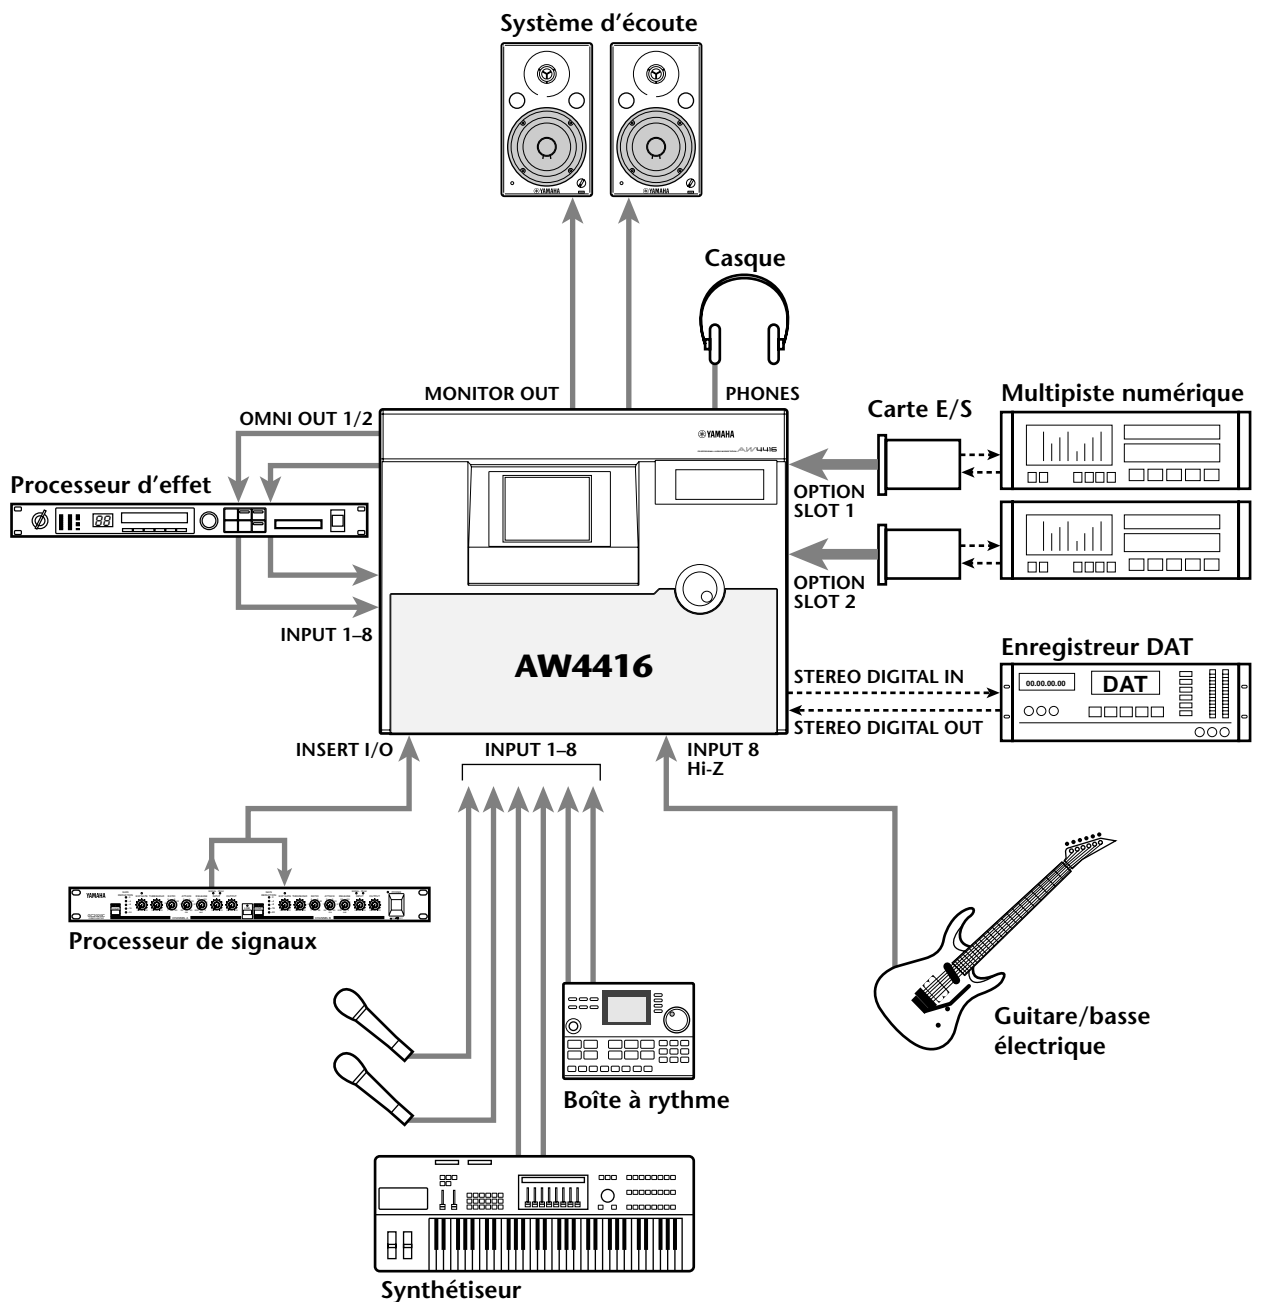 Système d'écoute
YAMAHA
YAMAHA
Casque
MONITOR OUT
PHONES
Carte E/S
Multipiste numérique
OMNI OUT 1/2
YAMAHA
AW4416
Processeur d'effet
88
OPTION
SLOT 1
OPTION
SLOT 2
INPUT 1–8
AW4416
Enregistreur DAT
STEREO DIGITAL IN
00.00.00.00
DAT
STEREO DIGITAL OUT
INSERT I/O
INPUT 1–8
INPUT 8
Hi-Z
YAMAHA
Processeur de signaux
Guitare/basse
électrique
Boîte à rythme
Synthétiseur